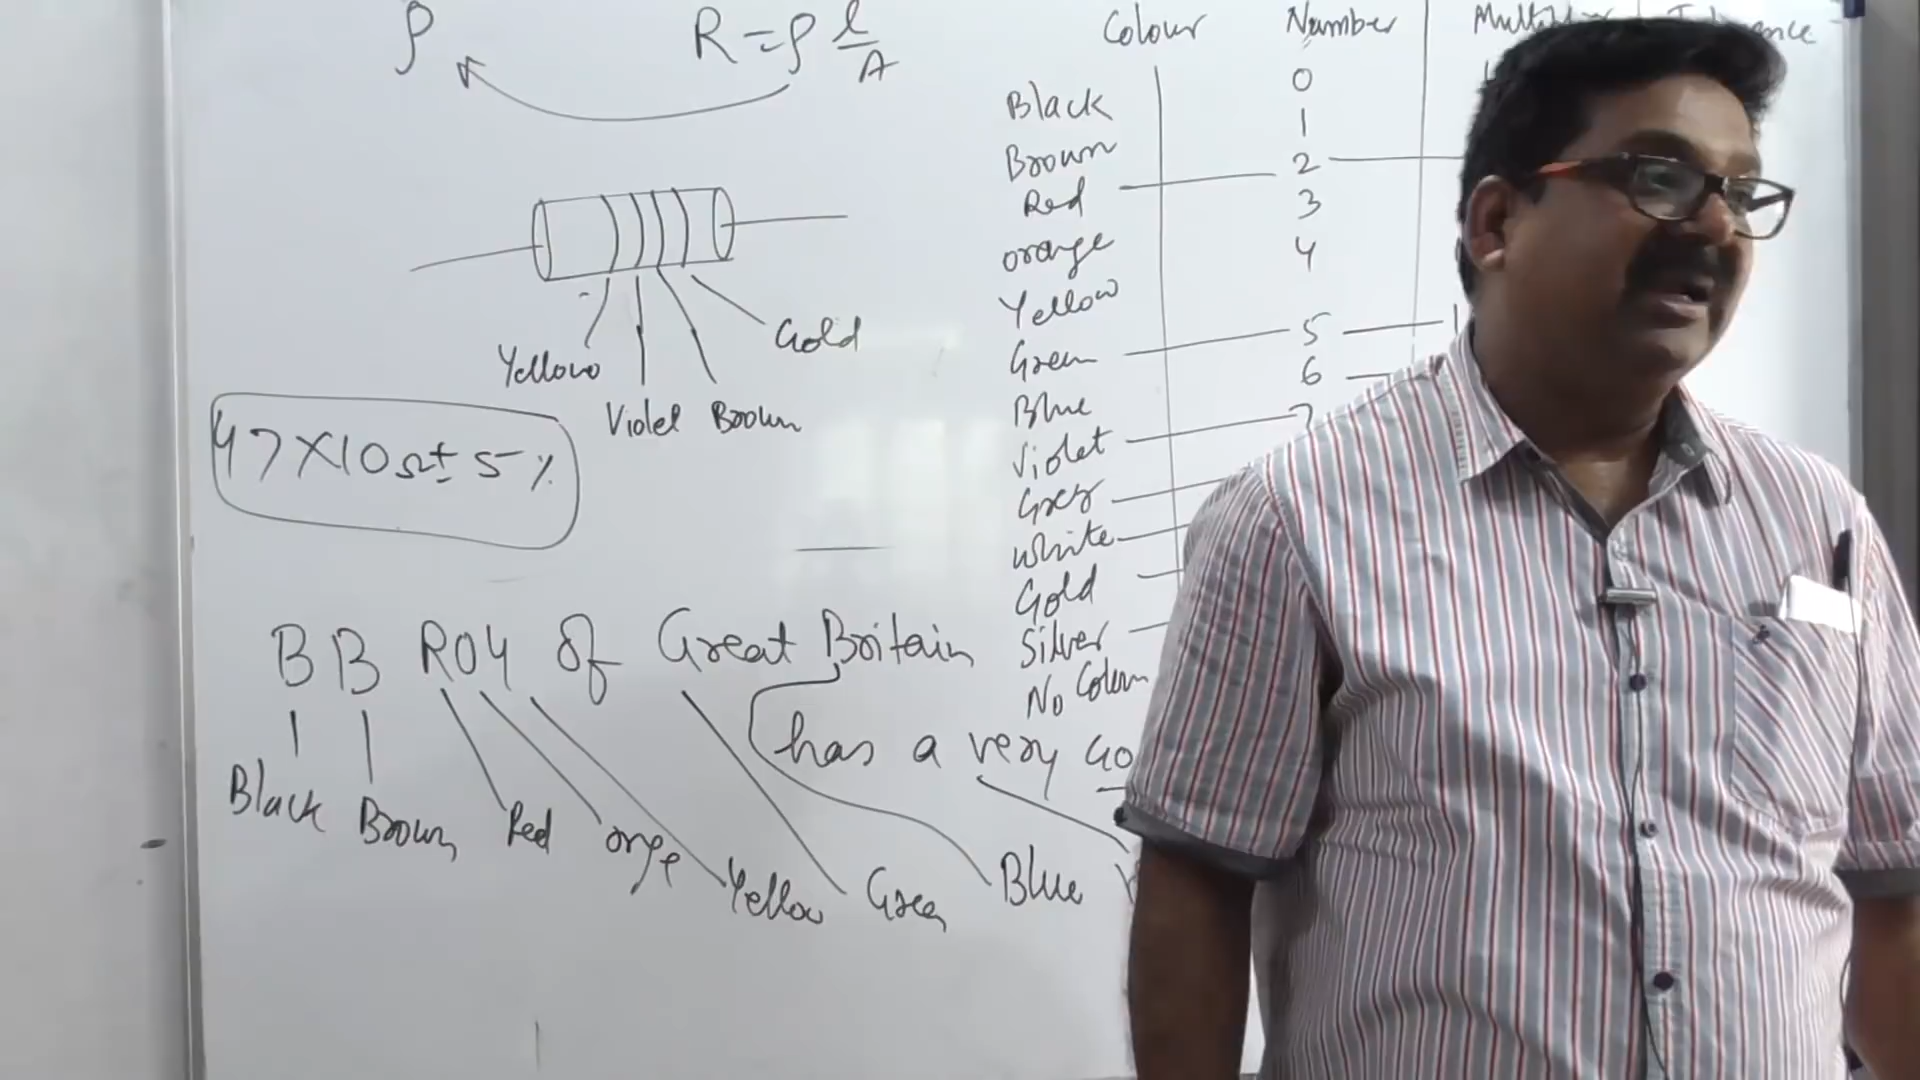 ρ
R = ρ l/A
Yellow
Violet
Brown
Gold
47 X 10 Ω ± 5 %
BB ROY of Great Britain
has a very Go
Black
Brown
Red
orge
Yellow
Green
Blue
Colour Number
Black 0
Brown 1
Red 2
orange 3
Yellow 4
Green 5
Blue 6
Violet 7
Grey
White
Gold
Silver
No Colour